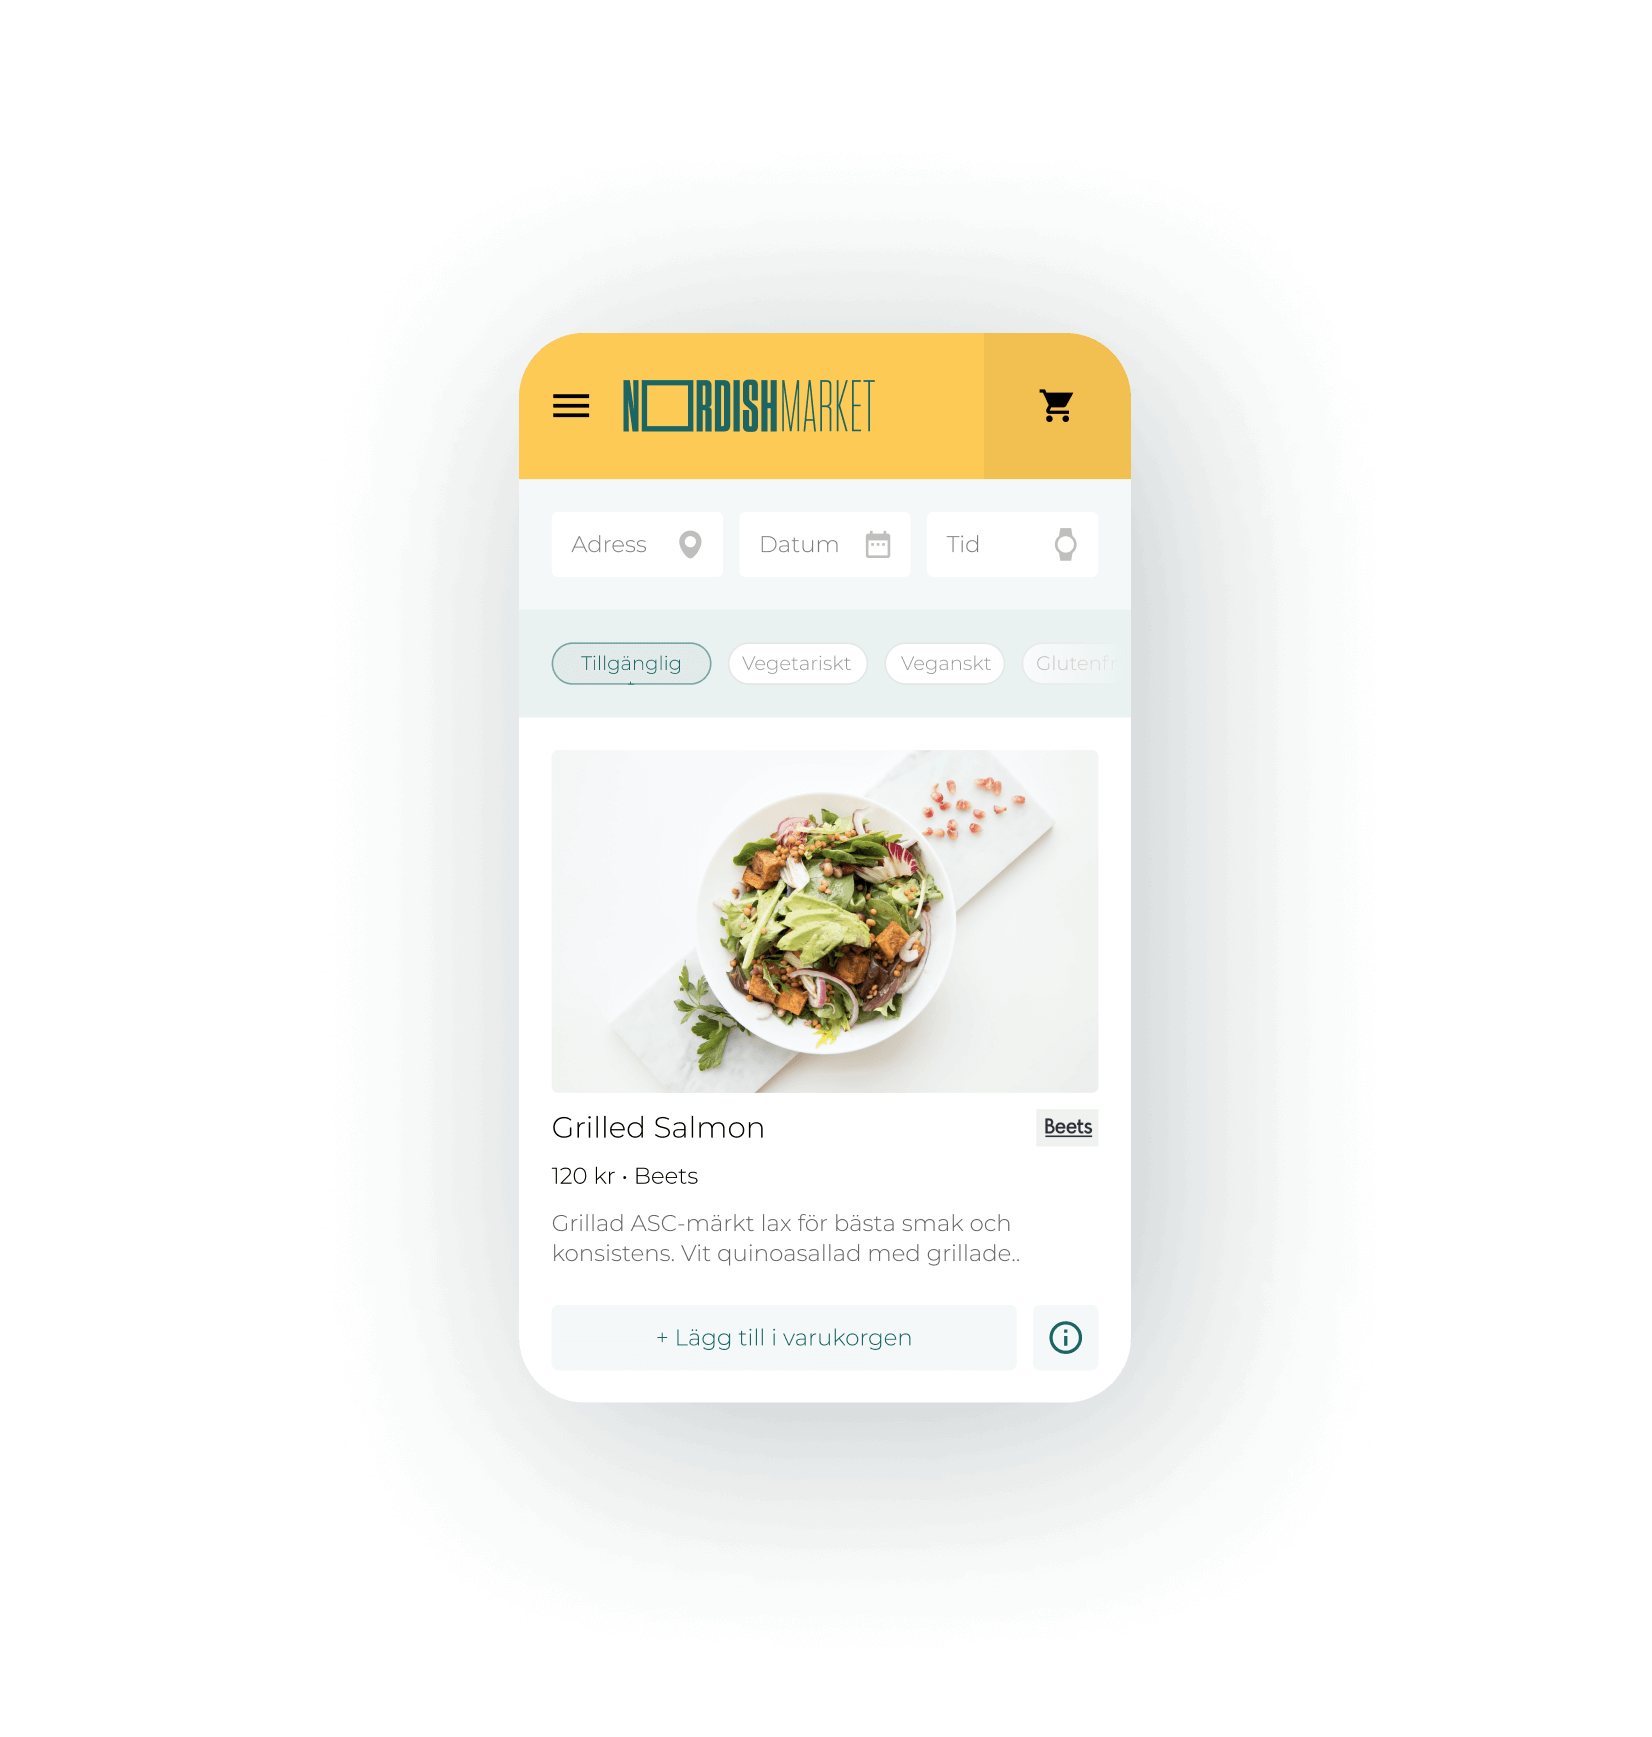 NORDISHMARKET
Adress Datum Tid
Tillgänglig Vegetariskt Veganskt Glutenfr
Grilled Salmon Beets
120 kr • Beets
Grillad ASC-märkt lax för bästa smak och
konsistens. Vit quinoasallad med grillade..
+ Lägg till i varukorgen